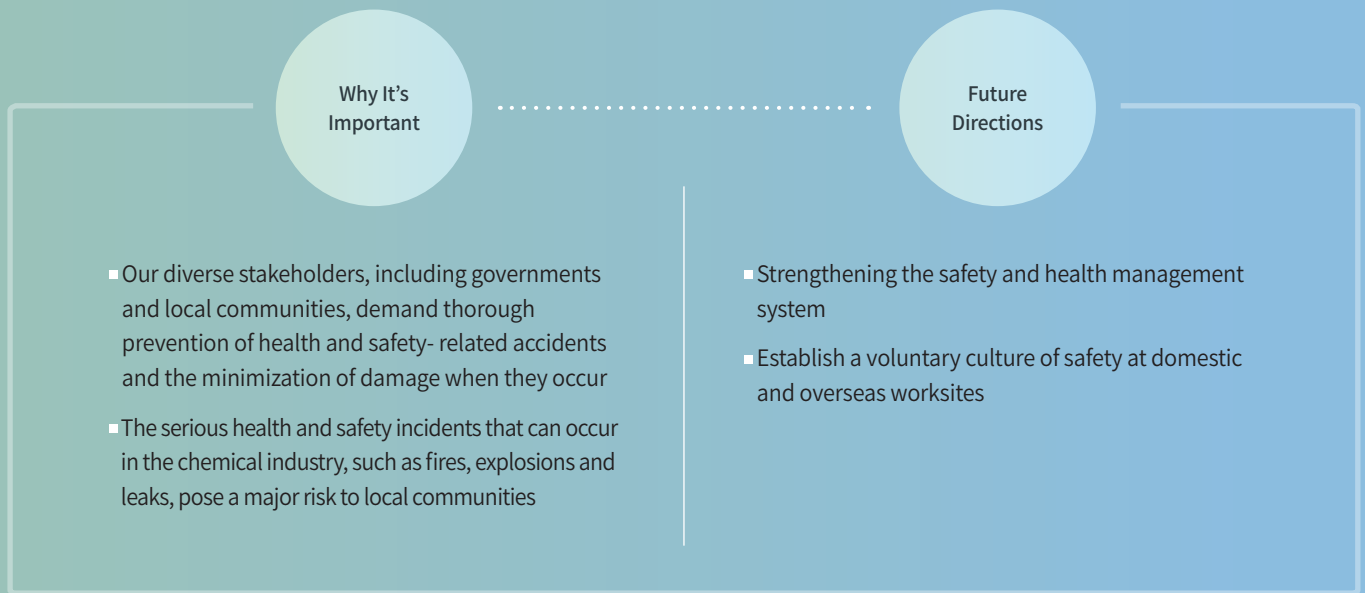 Why It’s
Important
Future
Directions
Our diverse stakeholders, including governments
and local communities, demand thorough
prevention of health and safety- related accidents
and the minimization of damage when they occur
The serious health and safety incidents that can occur
in the chemical industry, such as fires, explosions and
leaks, pose a major risk to local communities
Strengthening the safety and health management
system
Establish a voluntary culture of safety at domestic
and overseas worksites